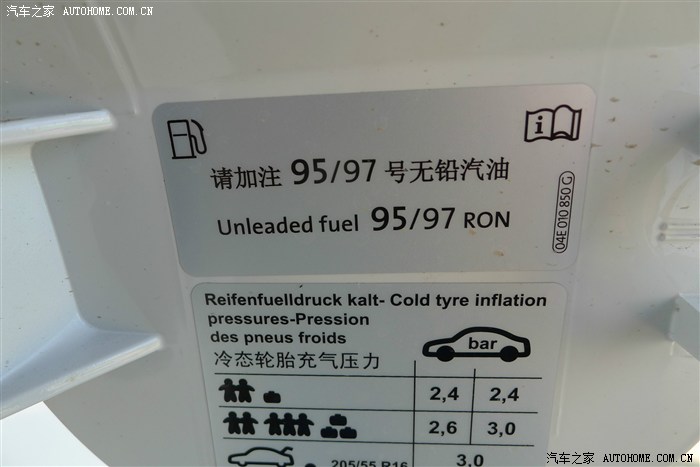 汽车之家 AUTOHOME.COM.CN
请加注 95/97 号无铅汽油
Unleaded fuel 95/97 RON
04E 010 850 G
Reifenfuelldruck kalt- Cold tyre inflation
pressures-Pression
des pneus froids
冷态轮胎充气压力
bar
2,4 2,4
2,6 3,0
205/55 R16 3.0
汽车之家 AUTOHOME.COM.CN